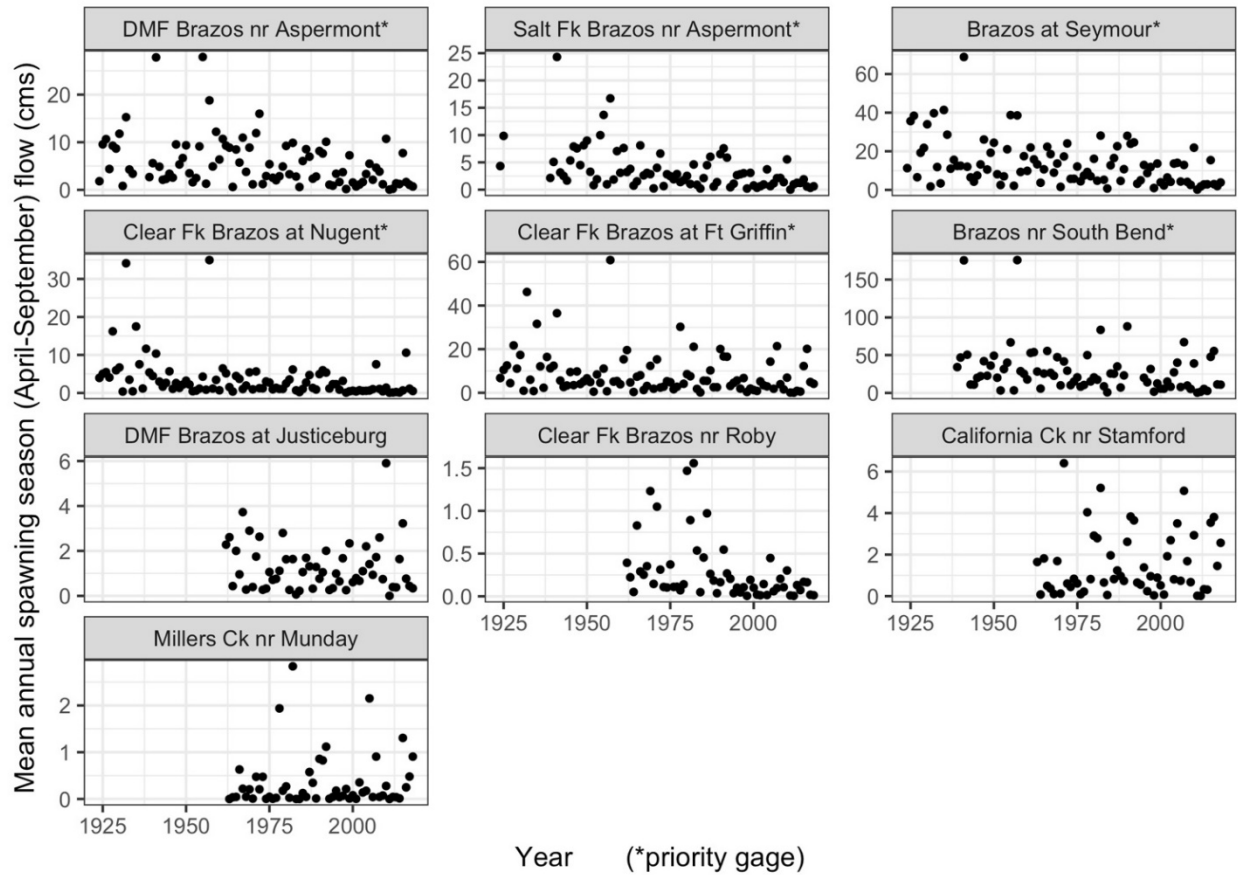 Mean annual spawning season (April-September) flow (cms)
DMF Brazos nr Aspermont*
20
10
0
Salt Fk Brazos nr Aspermont*
25
20
15
10
5
0
Brazos at Seymour*
60
40
20
0
Clear Fk Brazos at Nugent*
30
20
10
0
Clear Fk Brazos at Ft Griffin*
60
40
20
0
Brazos nr South Bend*
150
100
50
0
DMF Brazos at Justiceburg
6
4
2
0
Clear Fk Brazos nr Roby
1.5
1.0
0.5
0.0
1925 1950 1975 2000
California Ck nr Stamford
6
4
2
0
1925 1950 1975 2000
Millers Ck nr Munday
2
1
0
1925 1950 1975 2000
Year (*priority gage)